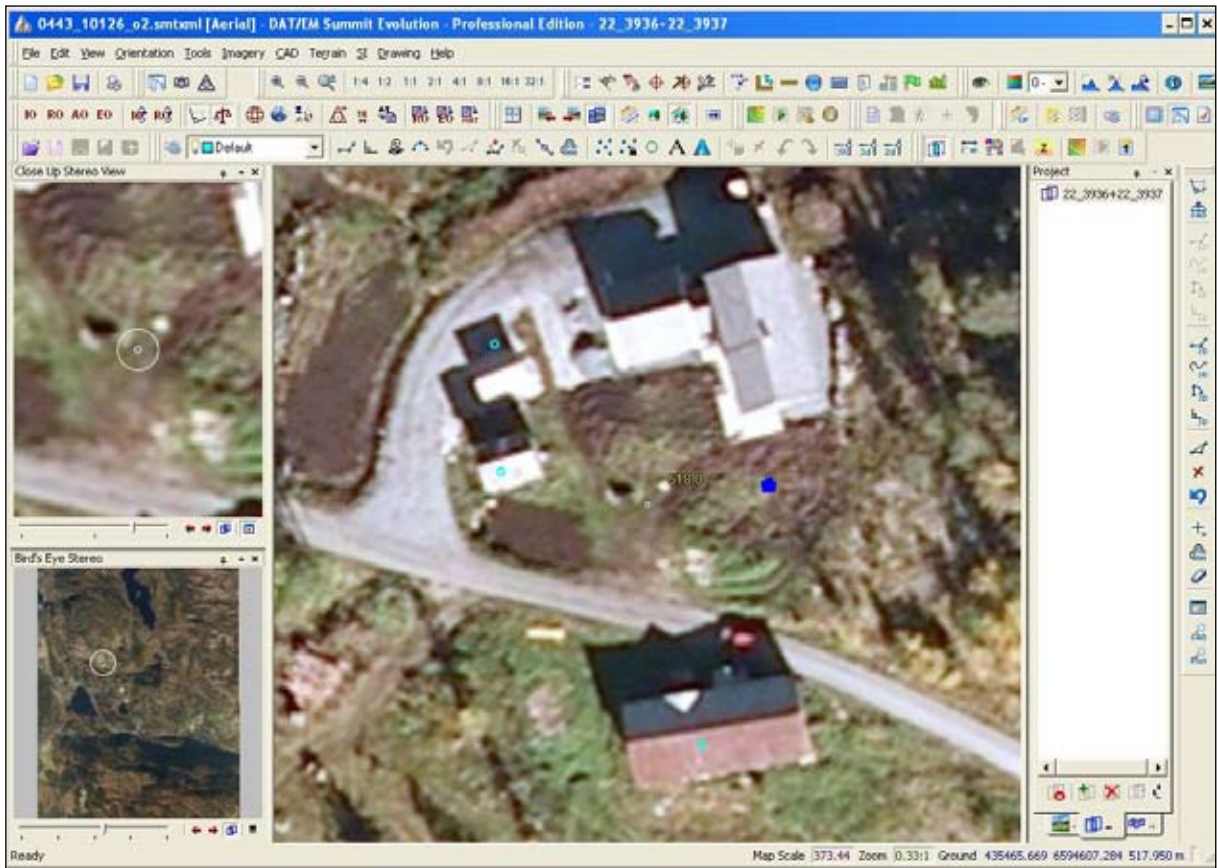 0443_10126_o2.smtxml [Aerial] - DAT/EM Summit Evolution - Professional Edition - 22_3936+22_3937
File Edit View Orientation Tools Imagery CAD Terrain SI Drawing Help
1:4 1:2 1:1 2:1 4:1 8:1 16:1 32:1
IO RO AO EO
Default
Close Up Stereo View
Project
22_3936+22_3937
518.0
Bird's Eye Stereo
Ready
Map Scale 373.44 Zoom 0.33:1 Ground 435465.669 6594607.284 517.950 m